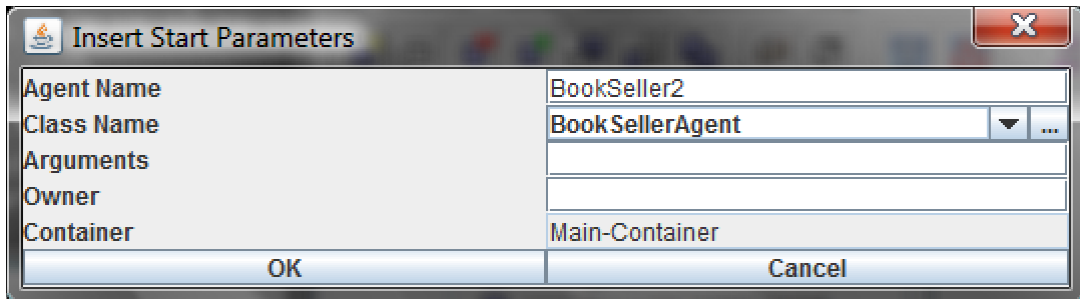 Insert Start Parameters
Agent Name BookSeller2
Class Name BookSellerAgent ...
Arguments
Owner
Container Main-Container
OK Cancel